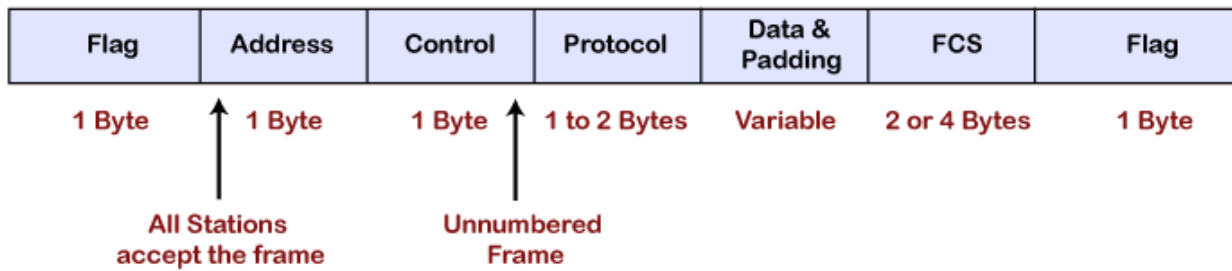 Flag Address Control Protocol Data & Padding FCS Flag
1 Byte 1 Byte 1 Byte 1 to 2 Bytes Variable 2 or 4 Bytes 1 Byte
All Stations
accept the frame
Unnumbered
Frame